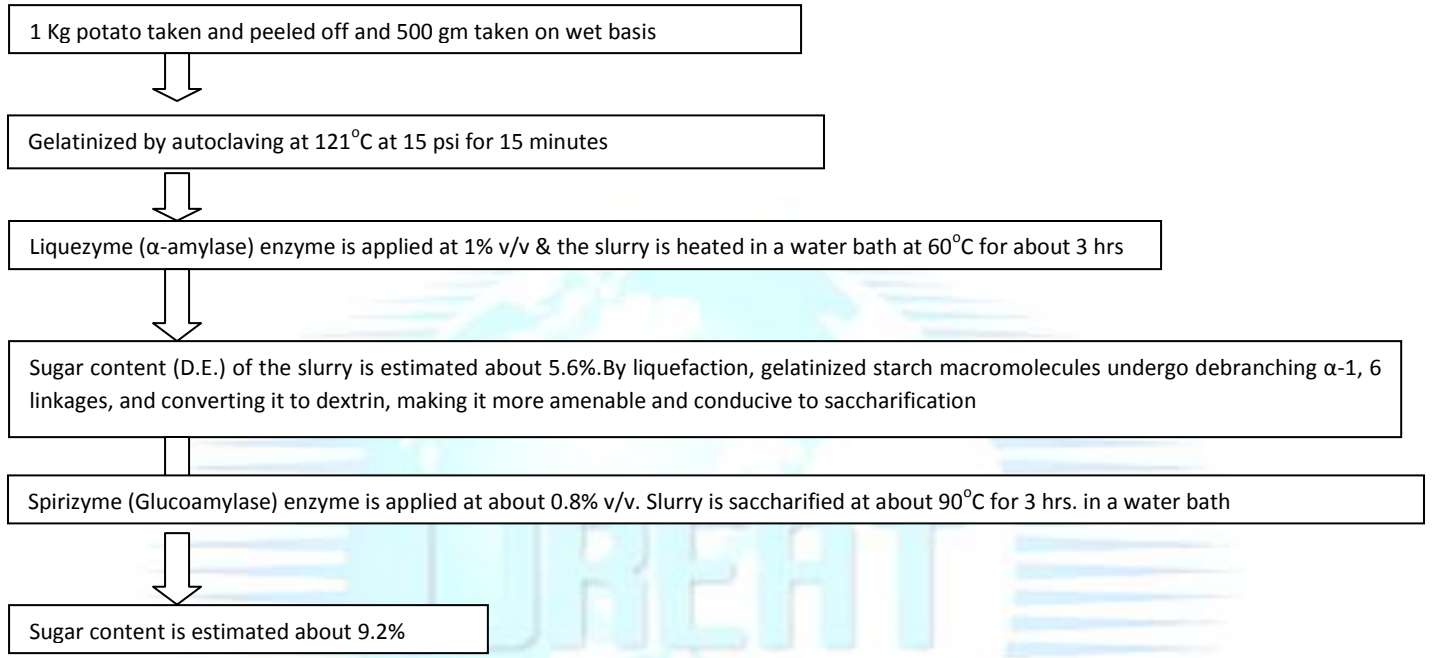 1 Kg potato taken and peeled off and 500 gm taken on wet basis
Gelatinized by autoclaving at 121°C at 15 psi for 15 minutes
Liquezyme (α-amylase) enzyme is applied at 1% v/v & the slurry is heated in a water bath at 60°C for about 3 hrs
Sugar content (D.E.) of the slurry is estimated about 5.6%.By liquefaction, gelatinized starch macromolecules undergo debranching α-1, 6
linkages, and converting it to dextrin, making it more amenable and conducive to saccharification
Spirizyme (Glucoamylase) enzyme is applied at about 0.8% v/v. Slurry is saccharified at about 90°C for 3 hrs. in a water bath
Sugar content is estimated about 9.2%